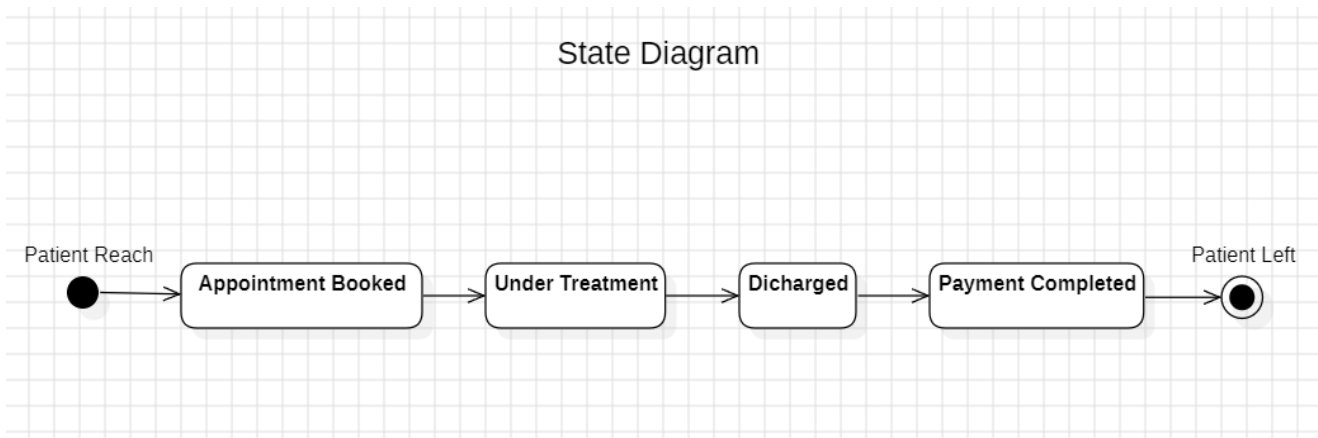 State Diagram
Patient Reach
Appointment Booked
Under Treatment
Dicharged
Payment Completed
Patient Left